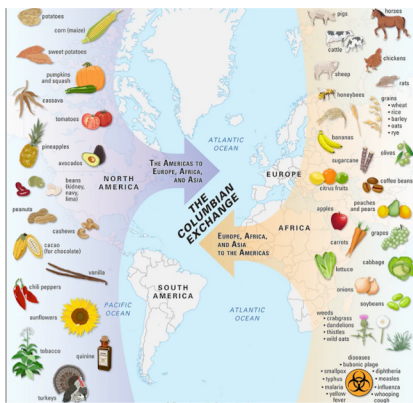 potatoes
corn (maize)
sweet potatoes
pumpkins
and squash
cassava
tomatoes
pineapples
avocados
beans
(kidney,
navy,
lima)
peanuts
cashews
cacao
(for chocolate)
vanilla
chili peppers
sunflowers
tobacco
quinine
turkeys
NORTH
AMERICA
THE AMERICAS TO
EUROPE, AFRICA,
AND ASIA
ATLANTIC
OCEAN
THE
COLUMBIAN
EXCHANGE
EUROPE
AFRICA
EUROPE, AFRICA,
AND ASIA
TO THE AMERICAS
PACIFIC
OCEAN
SOUTH
AMERICA
ATLANTIC
OCEAN
pigs
horses
cattle
chickens
sheep
rats
honeybees
grains
• wheat
• rice
• barley
• oats
• rye
bananas
sugarcane
olives
citrus fruits
coffee beans
apples
peaches
and pears
carrots
grapes
lettuce
cabbage
onions
soybeans
weeds
• crabgrass
• dandelions
• thistles
• wild oats
diseases
• bubonic plage
• smallpox
• typhus
• malaria
• yellow
fever
• diphtheria
• measles
• influenza
• whooping
cough